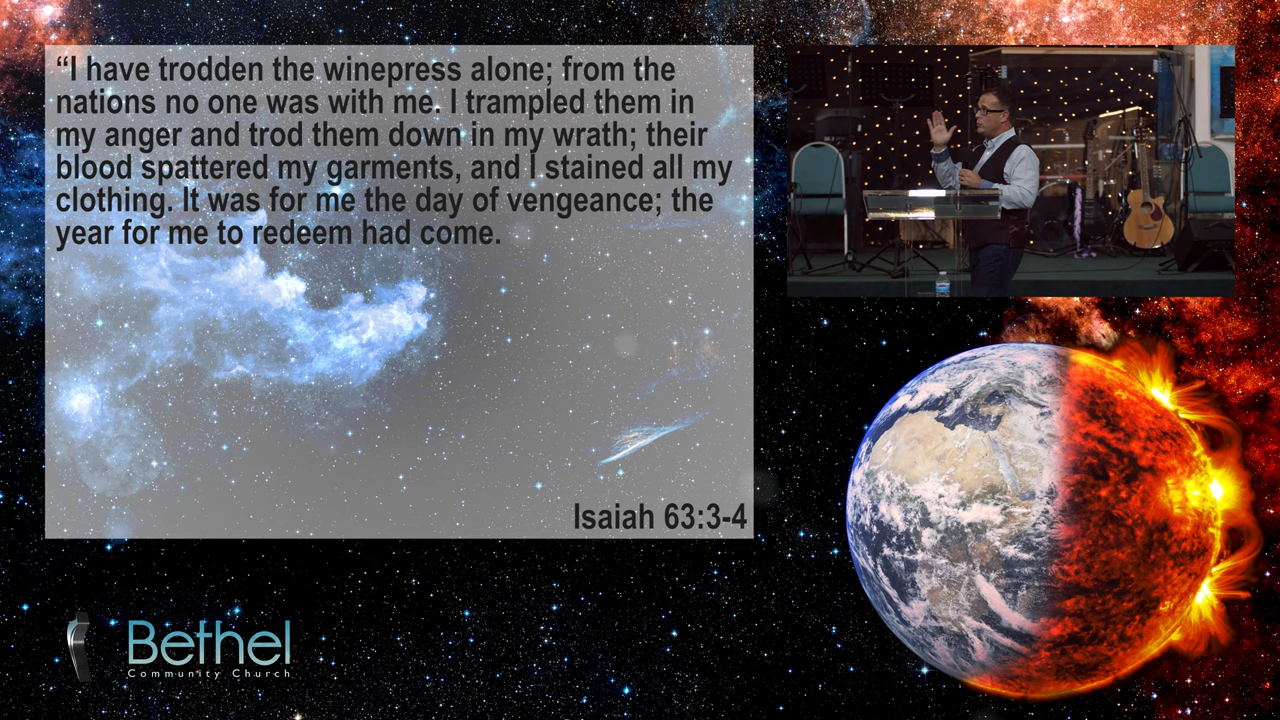 “I have trodden the winepress alone; from the
nations no one was with me. I trampled them in
my anger and trod them down in my wrath; their
blood spattered my garments, and I stained all my
clothing. It was for me the day of vengeance; the
year for me to redeem had come.
Isaiah 63:3-4
Bethel
Community Church